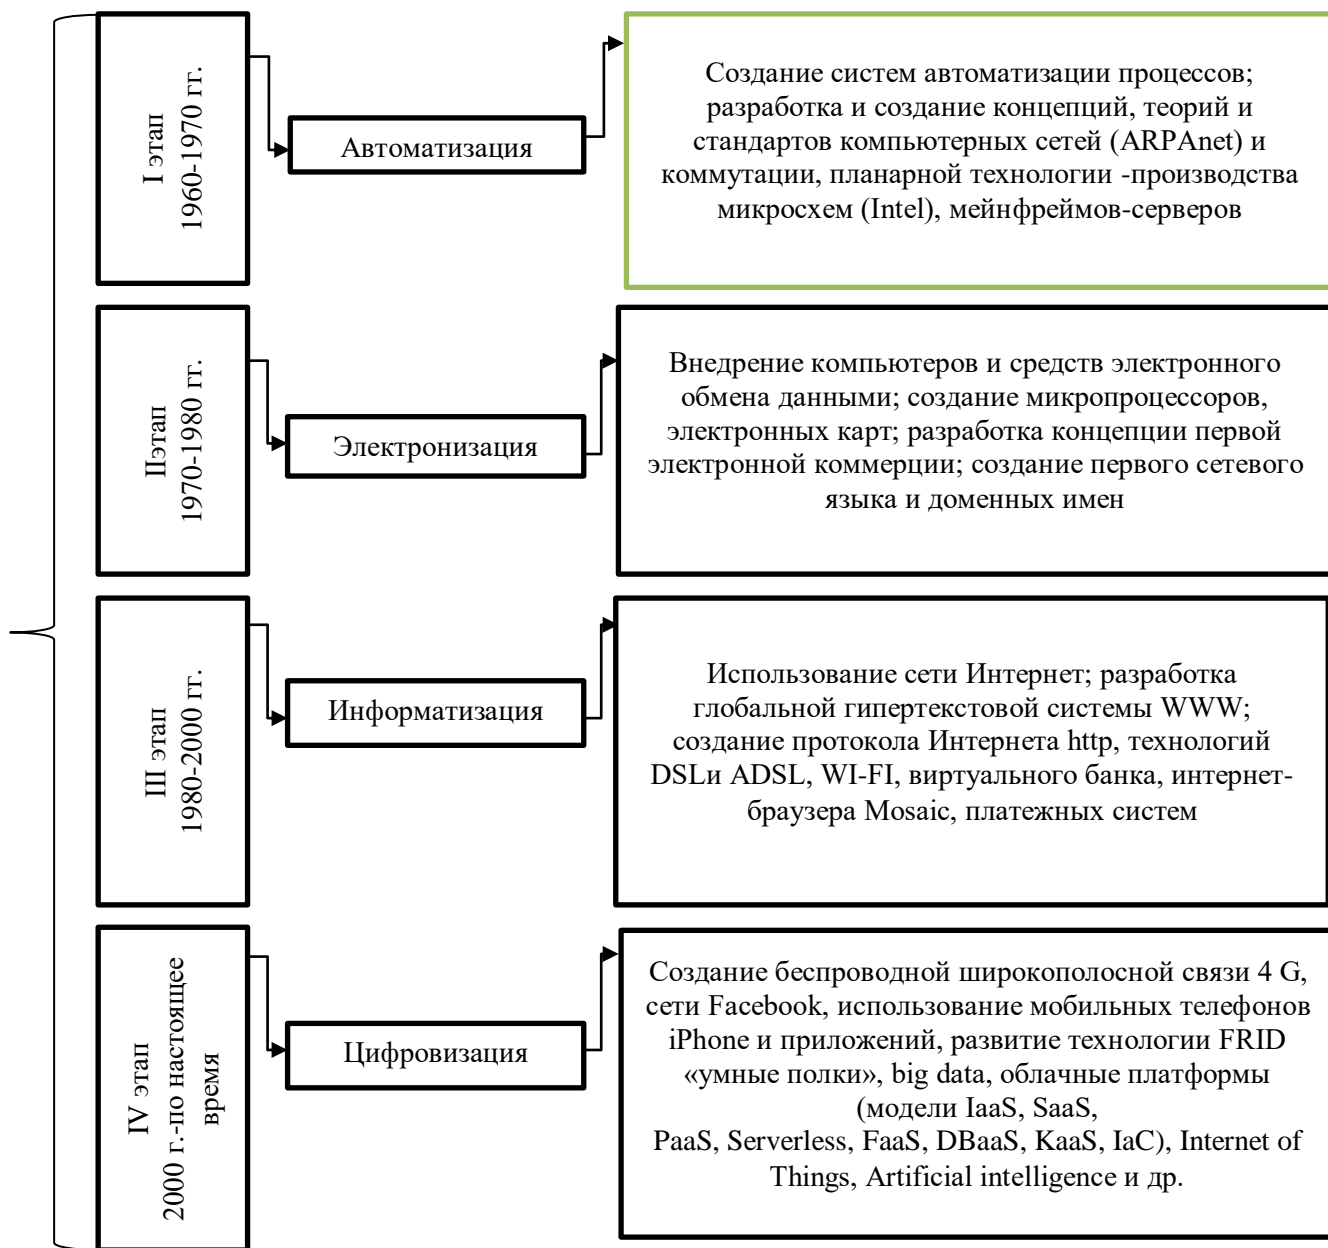 I этап
1960-1970 гг.
Автоматизация
Создание систем автоматизации процессов;
разработка и создание концепций, теорий и
стандартов компьютерных сетей (ARPAnet) и
коммутации, планарной технологии -производства
микросхем (Intel), мейнфреймов-серверов
IIэтап
1970-1980 гг.
Электронизация
Внедрение компьютеров и средств электронного
обмена данными; создание микропроцессоров,
электронных карт; разработка концепции первой
электронной коммерции; создание первого сетевого
языка и доменных имен
III этап
1980-2000 гг.
Информатизация
Использование сети Интернет; разработка
глобальной гипертекстовой системы WWW;
создание протокола Интернета http, технологий
DSLи ADSL, WI-FI, виртуального банка, интернет-
браузера Mosaic, платежных систем
IV этап
2000 г.-по настоящее
время
Цифровизация
Создание беспроводной широкополосной связи 4 G,
сети Facebook, использование мобильных телефонов
iPhone и приложений, развитие технологии FRID
«умные полки», big data, облачные платформы
(модели IaaS, SaaS,
PaaS, Serverless, FaaS, DBaaS, KaaS, IaC), Internet of
Things, Artificial intelligence и др.